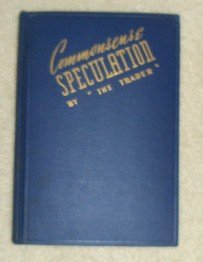 Commonsense
SPECULATION
BY "THE TRADER"